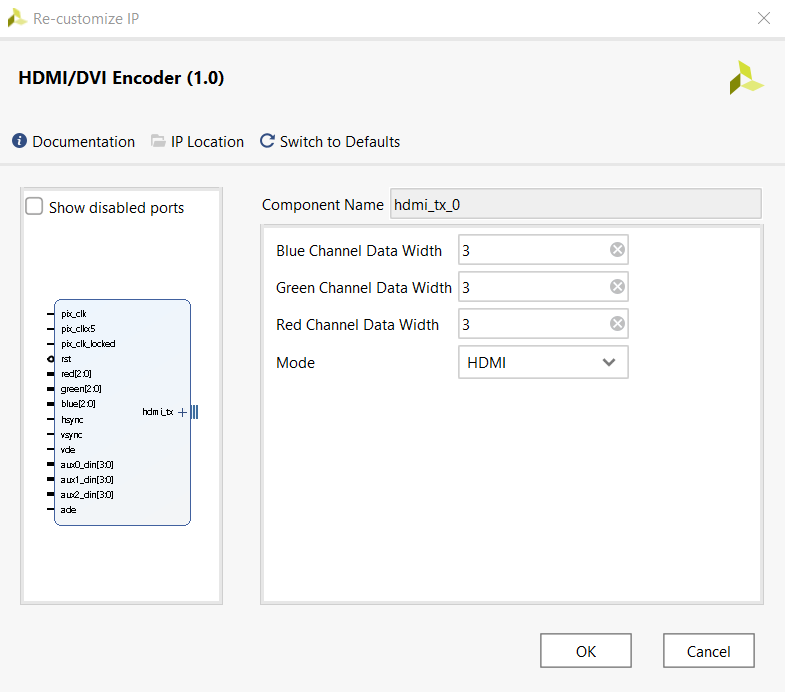 Re-customize IP
HDMI/DVI Encoder (1.0)
Documentation IP Location Switch to Defaults
Show disabled ports
pix_clk
pix_clkx5
pix_clk_locked
rst
red[2:0]
green[2:0]
blue[2:0]
hdmi_tx
hsync
vsync
vde
aux0_din[3:0]
aux1_din[3:0]
aux2_din[3:0]
ade
Component Name hdmi_tx_0
Blue Channel Data Width 3
Green Channel Data Width 3
Red Channel Data Width 3
Mode HDMI
OK Cancel